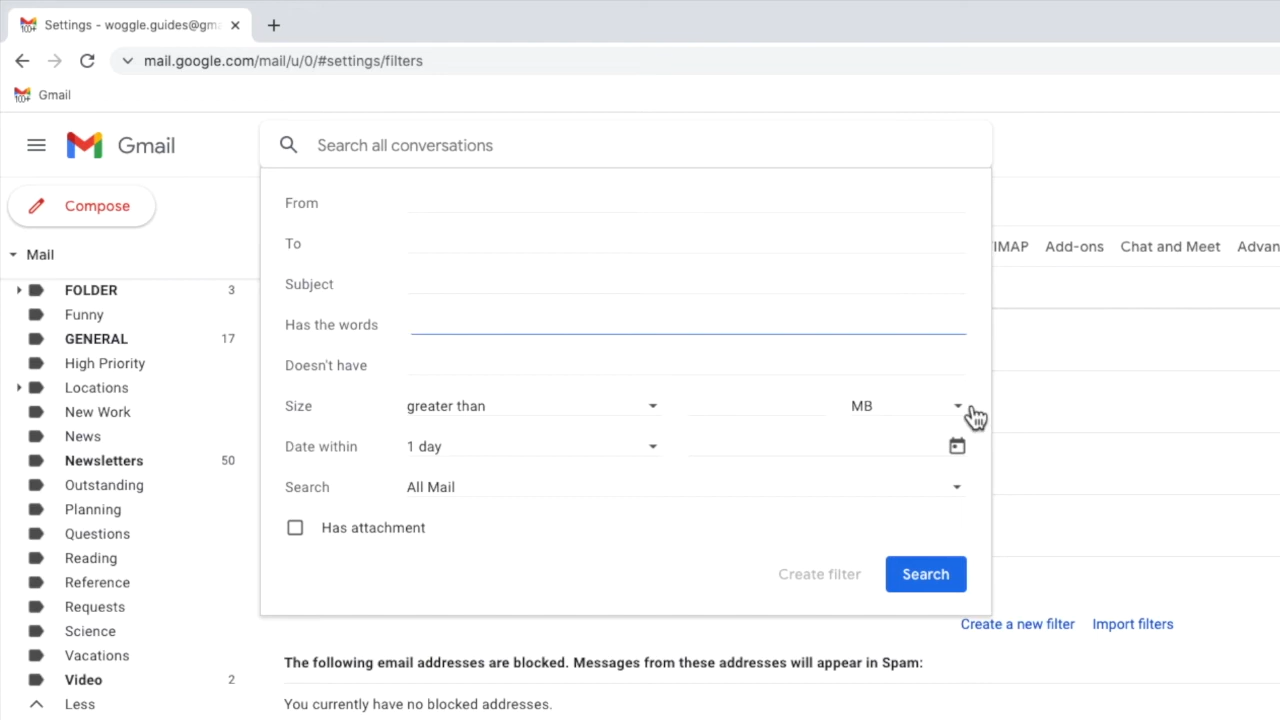 Settings - woggle.guides@gma
mail.google.com/mail/u/0/#settings/filters
100+ Gmail
Gmail
Search all conversations
Compose
Mail
FOLDER 3
Funny
GENERAL 17
High Priority
Locations
New Work
News
Newsletters 50
Outstanding
Planning
Questions
Reading
Reference
Requests
Science
Vacations
Video 2
Less
From
To
Subject
Has the words
Doesn't have
Size greater than MB
Date within 1 day
Search All Mail
Has attachment
Create filter Search
/IMAP Add-ons Chat and Meet Advan
Create a new filter Import filters
The following email addresses are blocked. Messages from these addresses will appear in Spam:
You currently have no blocked addresses.